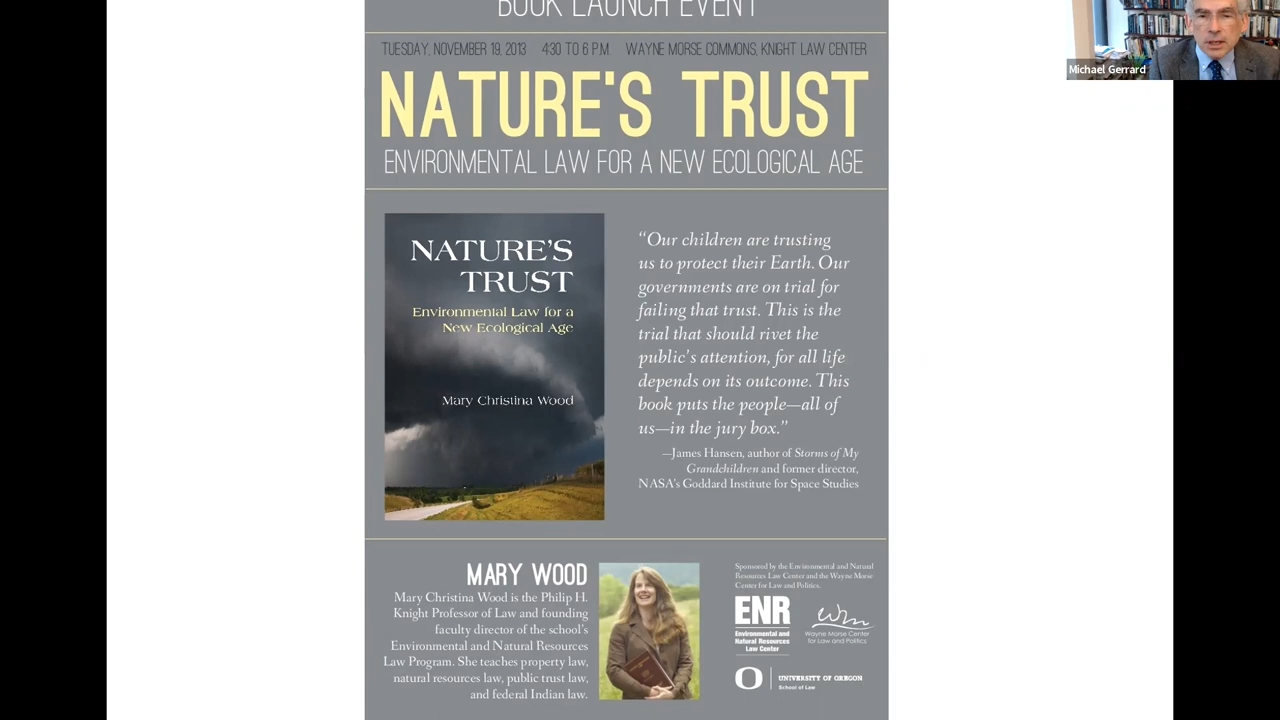 BOOK LAUNCH EVENT
TUESDAY, NOVEMBER 19, 2013 4:30 TO 6 P.M. WAYNE MORSE COMMONS, KNIGHT LAW CENTER
Michael Gerrard
NATURE'S TRUST
ENVIRONMENTAL LAW FOR A NEW ECOLOGICAL AGE
NATURE'S
TRUST
Environmental Law for a
New Ecological Age
Mary Christina Wood
“Our children are trusting
us to protect their Earth. Our
governments are on trial for
failing that trust. This is the
trial that should rivet the
public's attention, for all life
depends on its outcome. This
book puts the people—all of
us—in the jury box.”
—James Hansen, author of Storms of My
Grandchildren and former director,
NASA's Goddard Institute for Space Studies
MARY WOOD
Mary Christina Wood is the Philip H.
Knight Professor of Law and founding
faculty director of the school's
Environmental and Natural Resources
Law Program. She teaches property law,
natural resources law, public trust law,
and federal Indian law.
Sponsored by the Environmental and Natural
Resources Law Center and the Wayne Morse
Center for Law and Politics.
ENR
Environmental and
Natural Resources
Law Center
Wm
Wayne Morse Center
for Law and Politics
O
UNIVERSITY OF OREGON
School of Law